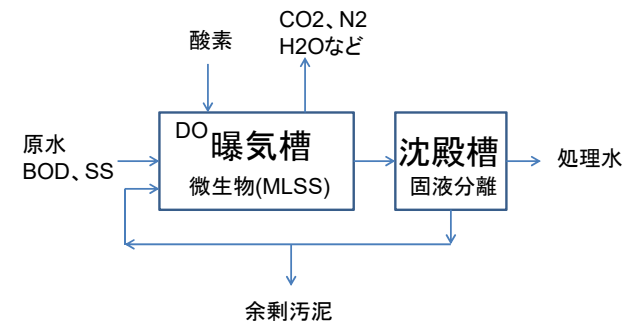 酸素
CO2、N2
H2Oなど
原水
BOD、SS
DO
曝気槽
微生物(MLSS)
沈殿槽
固液分離
処理水
余剰汚泥